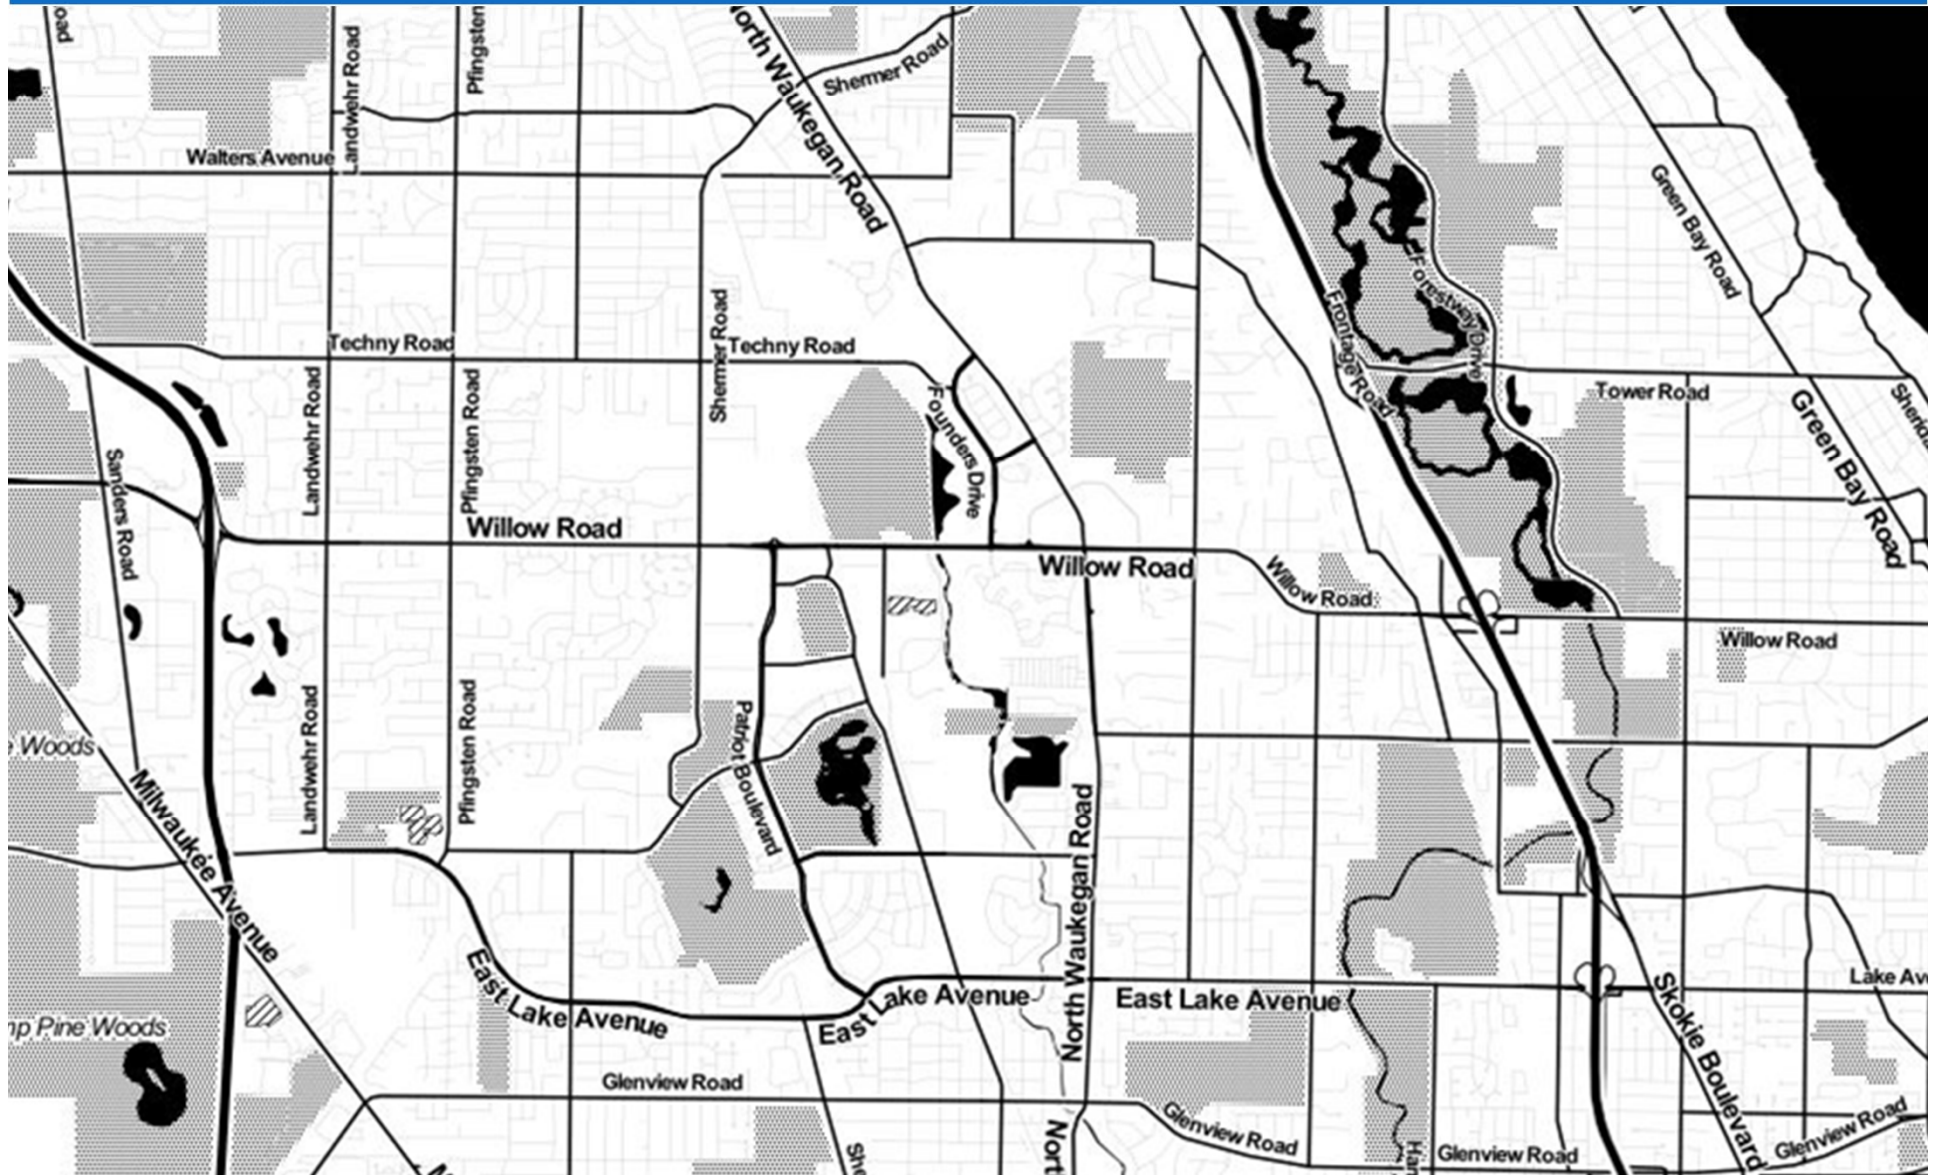 Landwehr Road
Pfingsten
North Waukegan Road
Shermer Road
Walters Avenue
Green Bay Road
Forestway Drive
Frontage Road
Shermer Road
Techny Road
Techny Road
Tower Road
Founders Drive
Landwehr Road
Pfingsten Road
Sanders Road
Green Bay Road
Willow Road
Willow Road
Willow Road
Willow Road
Woods
Landwehr Road
Pfingsten Road
Patriot Boulevard
Milwaukee Avenue
North Waukegan Road
East Lake Avenue
East Lake Avenue
East Lake Avenue
Lake Av
Skokie Boulevard
Pine Woods
Glenview Road
Glenview Road
Glenview Road
Glenview Road